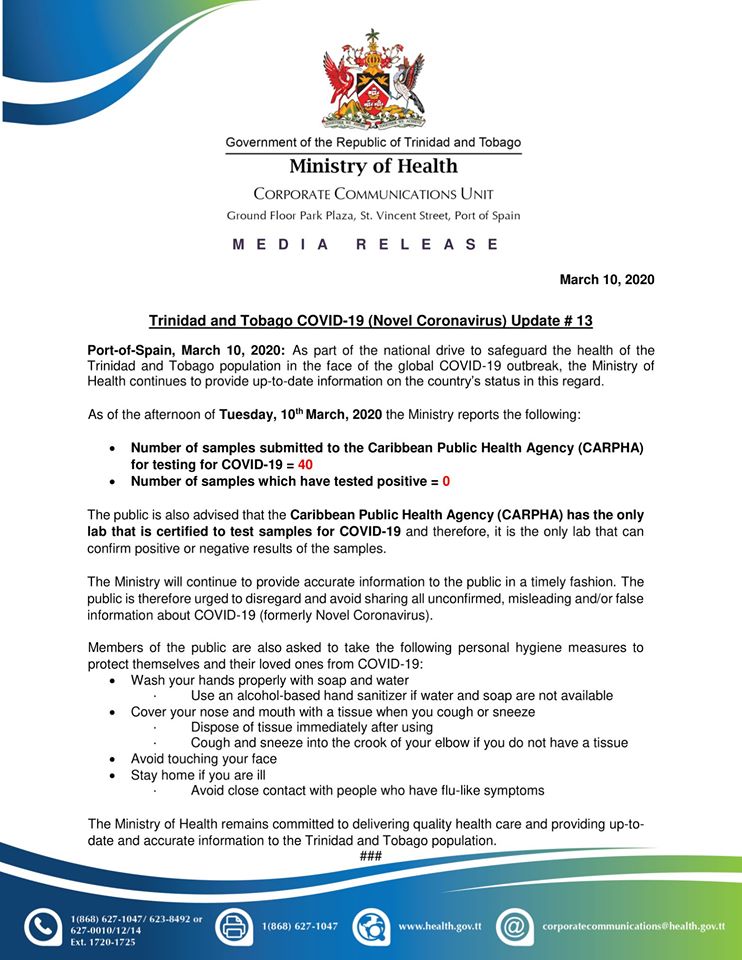 Government of the Republic of Trinidad and Tobago
Ministry of Health
CORPORATE COMMUNICATIONS UNIT
Ground Floor Park Plaza, St. Vincent Street, Port of Spain
MEDIA RELEASE
March 10, 2020
Trinidad and Tobago COVID-19 (Novel Coronavirus) Update # 13
Port-of-Spain, March 10, 2020: As part of the national drive to safeguard the health of the
Trinidad and Tobago population in the face of the global COVID-19 outbreak, the Ministry of
Health continues to provide up-to-date information on the country's status in this regard.
As of the afternoon of Tuesday, 10th March, 2020 the Ministry reports the following:
• Number of samples submitted to the Caribbean Public Health Agency (CARPHA)
for testing for COVID-19 = 40
• Number of samples which have tested positive = 0
The public is also advised that the Caribbean Public Health Agency (CARPHA) has the only
lab that is certified to test samples for COVID-19 and therefore, it is the only lab that can
confirm positive or negative results of the samples.
The Ministry will continue to provide accurate information to the public in a timely fashion. The
public is therefore urged to disregard and avoid sharing all unconfirmed, misleading and/or false
information about COVID-19 (formerly Novel Coronavirus).
Members of the public are also asked to take the following personal hygiene measures to
protect themselves and their loved ones from COVID-19:
• Wash your hands properly with soap and water
· Use an alcohol-based hand sanitizer if water and soap are not available
• Cover your nose and mouth with a tissue when you cough or sneeze
· Dispose of tissue immediately after using
· Cough and sneeze into the crook of your elbow if you do not have a tissue
• Avoid touching your face
• Stay home if you are ill
· Avoid close contact with people who have flu-like symptoms
The Ministry of Health remains committed to delivering quality health care and providing up-to-
date and accurate information to the Trinidad and Tobago population.
###
1(868) 627-1047/ 623-8492 or
627-0010/12/14
Ext. 1720-1725
1(868) 627-1047
www.health.gov.tt
corporatecommunications@health.gov.tt